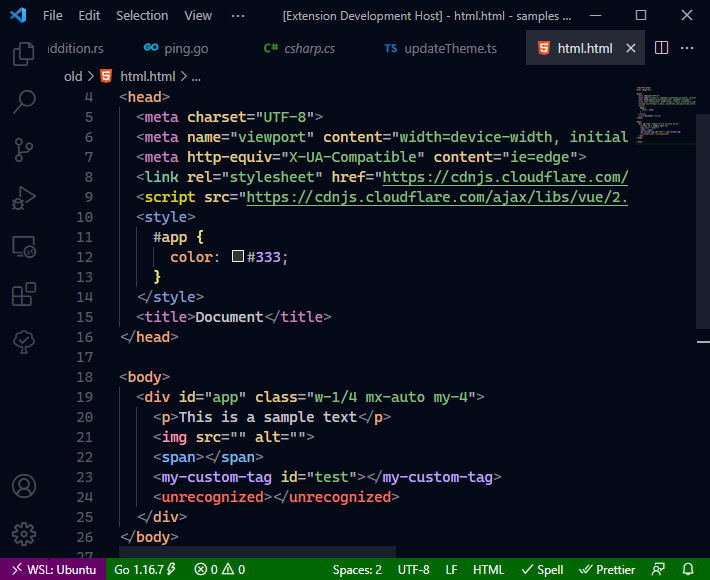 File Edit Selection View ··· [Extension Development Host] - html.html - samples ...
addition.rs GO ping.go C# csharp.cs TS updateTheme.ts html.html
old > html.html > ...
4 <head>
5 <meta charset="UTF-8">
6 <meta name="viewport" content="width=device-width, initial
7 <meta http-equiv="X-UA-Compatible" content="ie=edge">
8 <link rel="stylesheet" href="https://cdnjs.cloudflare.com/
9 <script src="https://cdnjs.cloudflare.com/ajax/libs/vue/2.
10 <style>
11 #app {
12 color: #333;
13 }
14 </style>
15 <title>Document</title>
16 </head>
17
18 <body>
19 <div id="app" class="w-1/4 mx-auto my-4">
20 <p>This is a sample text</p>
21 <img src="" alt="">
22 <span></span>
23 <my-custom-tag id="test"></my-custom-tag>
24 <unrecognized></unrecognized>
25 </div>
26 </body>
27
WSL: Ubuntu Go 1.16.7 0 0 Spaces: 2 UTF-8 LF HTML Spell Prettier